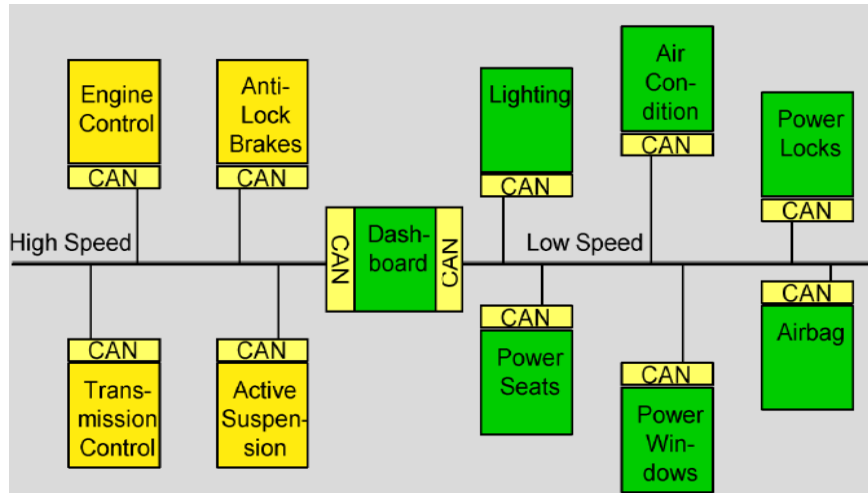 Engine
Control
CAN
Anti-
Lock
Brakes
CAN
Lighting
CAN
Air
Con-
dition
CAN
Power
Locks
CAN
High Speed
CAN
Dash-
board
CAN
Low Speed
CAN
Trans-
mission
Control
CAN
Active
Suspen-
sion
CAN
Power
Seats
CAN
Power
Win-
dows
CAN
Airbag